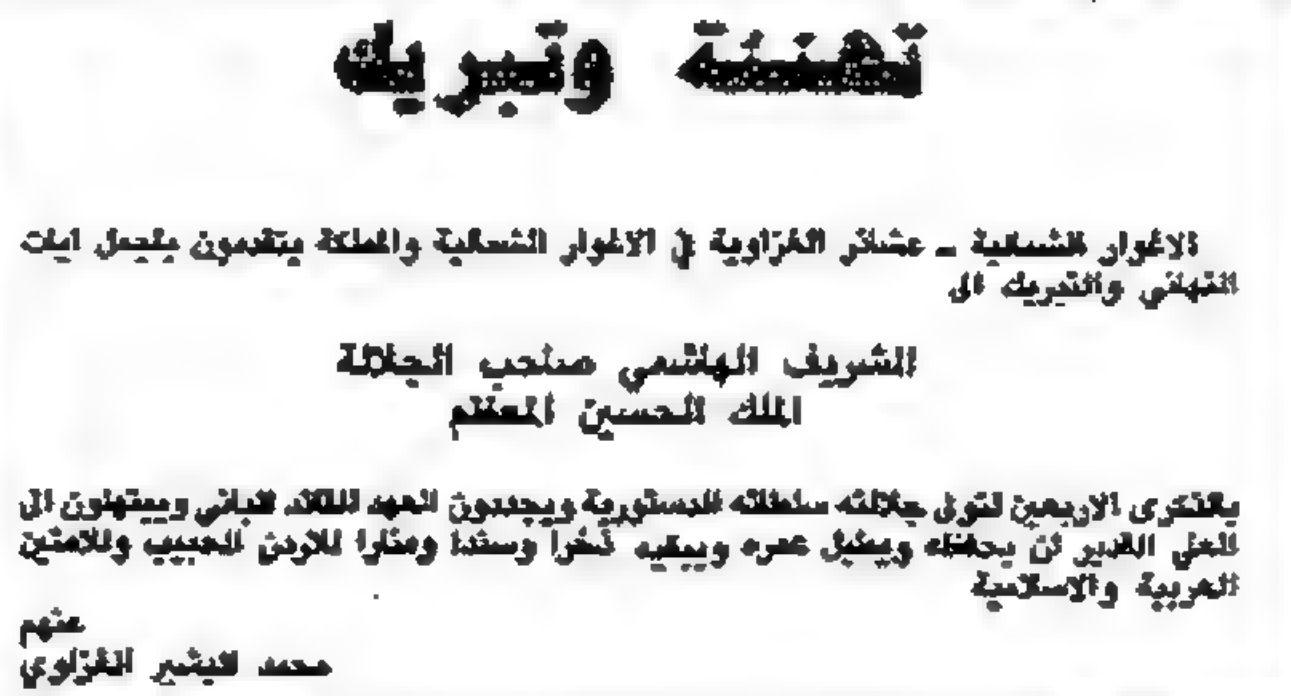 تهنئة وتبريك
الاغوار الشمالية - عشائر الغزاوية في الاغوار الشمالية والمملكة يتقدمون بأجمل ايات
التهاني والتبريك الى
الشريف الهاشمي صاحب الجلالة
الملك الحسين المعظم
بالذكرى الاربعين لتولي جلالته سلطاته الدستورية ويجددون العهد للقائد الباني ويبتهلون الى
العلي القدير ان يحفظه ويطيل عمره ويبقيه ذخرا وسندا ومنارا للاردن الحبيب وللامتين
العربية والاسلامية
عنهم
محمد البشير الغزاوي